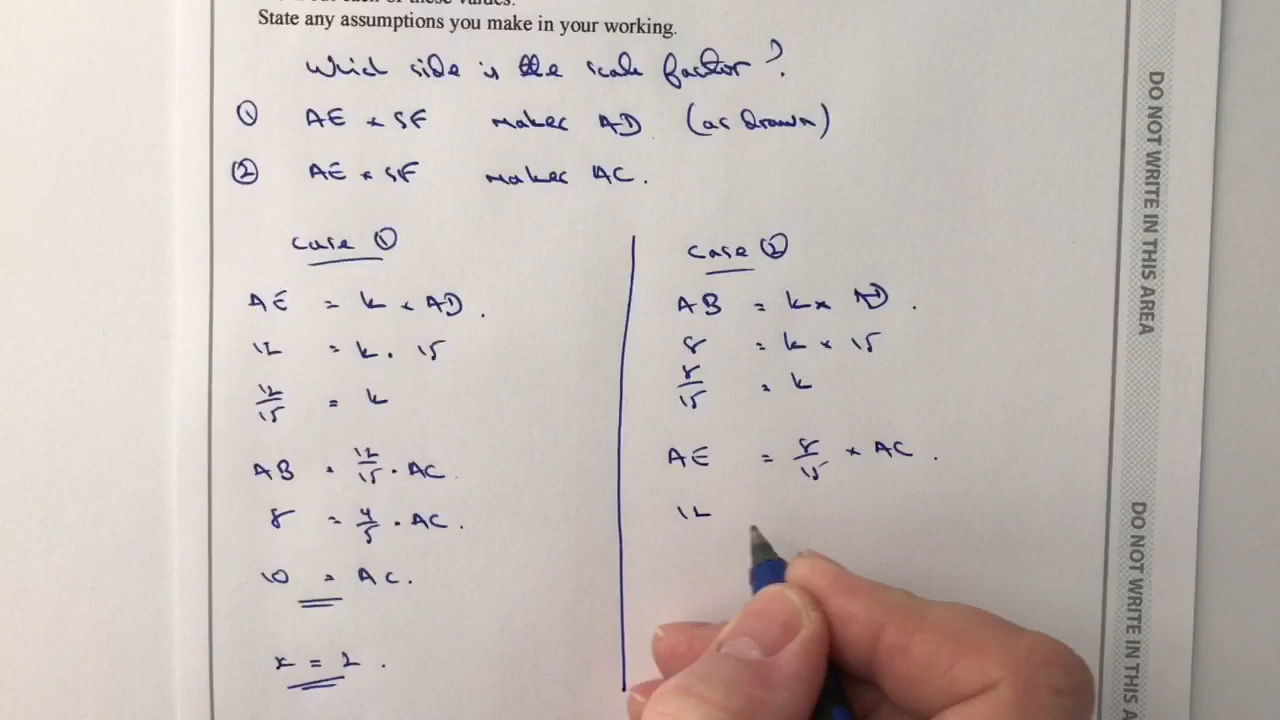 State any assumptions you make in your working.
Which side is the scale factor?
① AE × SF makes AD (as drawn)
② AE × SF makes AC.
Case ①
AE = k × AD.
12 = k . 15
12/15 = k
AB = 12/15 . AC.
8 = 4/5 . AC.
10 = AC.
x = 2.
Case ②
AB = k × AD.
8 = k × 15
8/15 = k
AE = 8/15 × AC.
12
DO NOT WRITE IN THIS AREA
DO NOT WRITE IN THIS A